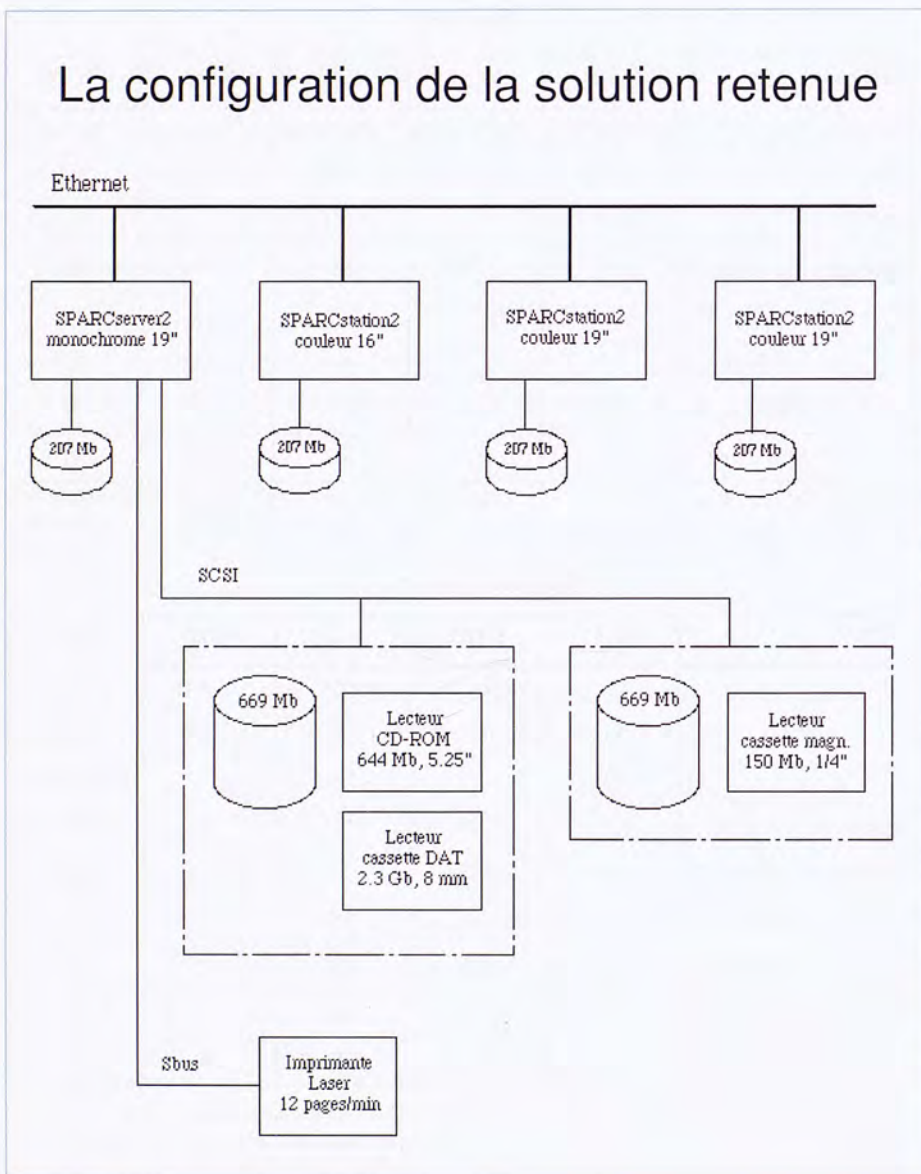 La configuration de la solution retenue
Ethernet
SPARCserver2
monochrome 19"
SPARCstation2
couleur 16"
SPARCstation2
couleur 19"
SPARCstation2
couleur 19"
207 Mb
207 Mb
207 Mb
207 Mb
SCSI
669 Mb
Lecteur
CD-ROM
644 Mb, 5.25"
Lecteur
cassette DAT
2.3 Gb, 8 mm
669 Mb
Lecteur
cassette magn.
150 Mb, 1/4"
Sbus
Imprimante
Laser
12 pages/min